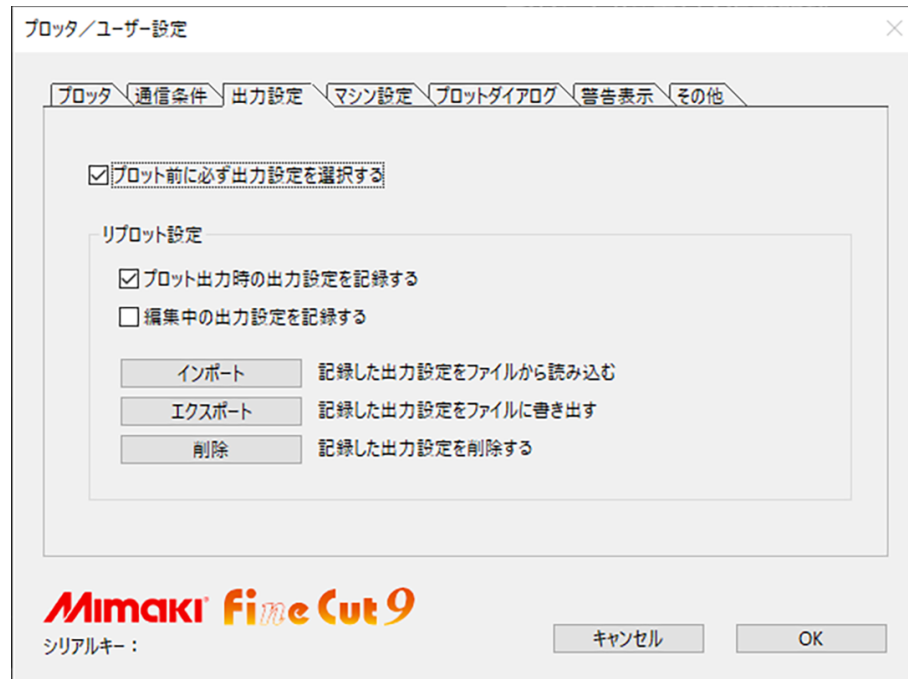 プロッタ／ユーザー設定
プロッタ 通信条件 出力設定 マシン設定 プロットダイアログ 警告表示 その他
プロット前に必ず出力設定を選択する
リプロット設定
プロット出力時の出力設定を記録する
編集中の出力設定を記録する
インポート 記録した出力設定をファイルから読み込む
エクスポート 記録した出力設定をファイルに書き出す
削除 記録した出力設定を削除する
Mimaki Fine Cut 9
シリアルキー：
キャンセル OK